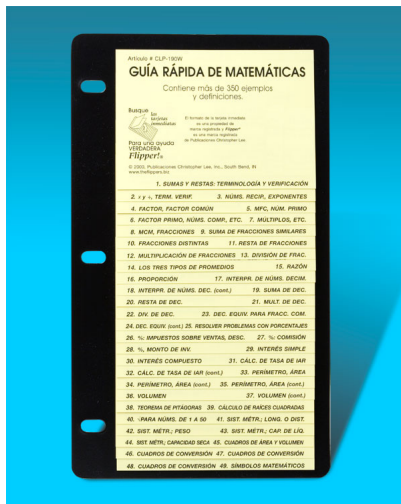 Artículo # CLP-180W
GUÍA RÁPIDA DE MATEMÁTICAS
Contiene más de 350 ejemplos
y definiciones.
Busque
las
tarjetas
inmediatas
Para una ayuda
VERDADERA
Flipper!®
El formato de la tarjeta inmediata
es una propiedad de
marca registrada y Flipper®
es una marca registrada
de Publicaciones Christopher Lee.
© 2003, Publicaciones Christopher Lee, Inc., South Bend, IN
www.theflippers.biz
1. SUMAS Y RESTAS: TERMINOLOGÍA Y VERIFICACIÓN
2. x y ÷, TERM. VERIF. 3. NÚMS. RECIP., EXPONENTES
4. FACTOR, FACTOR COMÚN 5. MFC, NÚM. PRIMO
6. FACTOR PRIMO, NÚMS. COMP., ETC. 7. MÚLTIPLOS, ETC.
8. MCM, FRACCIONES 9. SUMA DE FRACCIONES SIMILARES
10. FRACCIONES DISTINTAS 11. RESTA DE FRACCIONES
12. MULTIPLICACIÓN DE FRACCIONES 13. DIVISIÓN DE FRAC.
14. LOS TRES TIPOS DE PROMEDIOS 15. RAZÓN
16. PROPORCIÓN 17. INTERPR. DE NÚMS. DECIM.
18. INTERPR. DE NÚMS. DEC. (cont.) 19. SUMA DE DEC.
20. RESTA DE DEC. 21. MULT. DE DEC.
22. DIV. DE DEC. 23. DEC. EQUIV. PARA FRACC. COM.
24. DEC. EQUIV. (cont.) 25. RESOLVER PROBLEMAS CON PORCENTAJES
26. %: IMPUESTOS SOBRE VENTAS, DESC. 27. %: COMISIÓN
28. %, MONTO DE INV. 29. INTERÉS SIMPLE
30. INTERÉS COMPUESTO 31. CÁLC. DE TASA DE IAR
32. CÁLC. DE TASA DE IAR (cont.) 33. PERÍMETRO, ÁREA
34. PERÍMETRO, ÁREA (cont.) 35. PERÍMETRO, ÁREA (cont.)
36. VOLUMEN 37. VOLUMEN (cont.)
38. TEOREMA DE PITÁGORAS 39. CÁLCULO DE RAÍCES CUADRADAS
40. √PARA NÚMS. DE 1 A 50 41. SIST. MÉTR.; LONG. O DIST.
42. SIST. MÉTR.; PESO 43. SIST. MÉTR.; CAP. DE LÍQ.
44. SIST. MÉTR.; CAPACIDAD SECA 45. CUADROS DE ÁREA Y VOLUMEN
46. CUADROS DE CONVERSIÓN 47. CUADROS DE CONVERSIÓN
48. CUADROS DE CONVERSIÓN 49. SÍMBOLOS MATEMÁTICOS